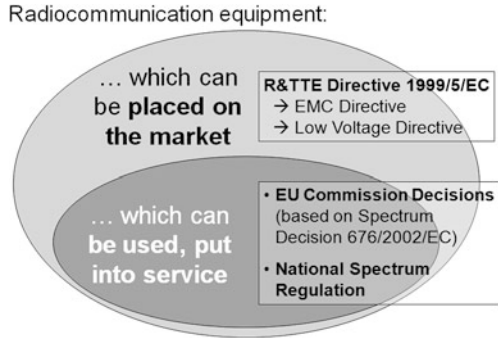 Radiocommunication equipment:
... which can
be placed on
the market
R&TTE Directive 1999/5/EC
→ EMC Directive
→ Low Voltage Directive
... which can
be used, put
into service
• EU Commission Decisions
(based on Spectrum
Decision 676/2002/EC)
• National Spectrum
Regulation